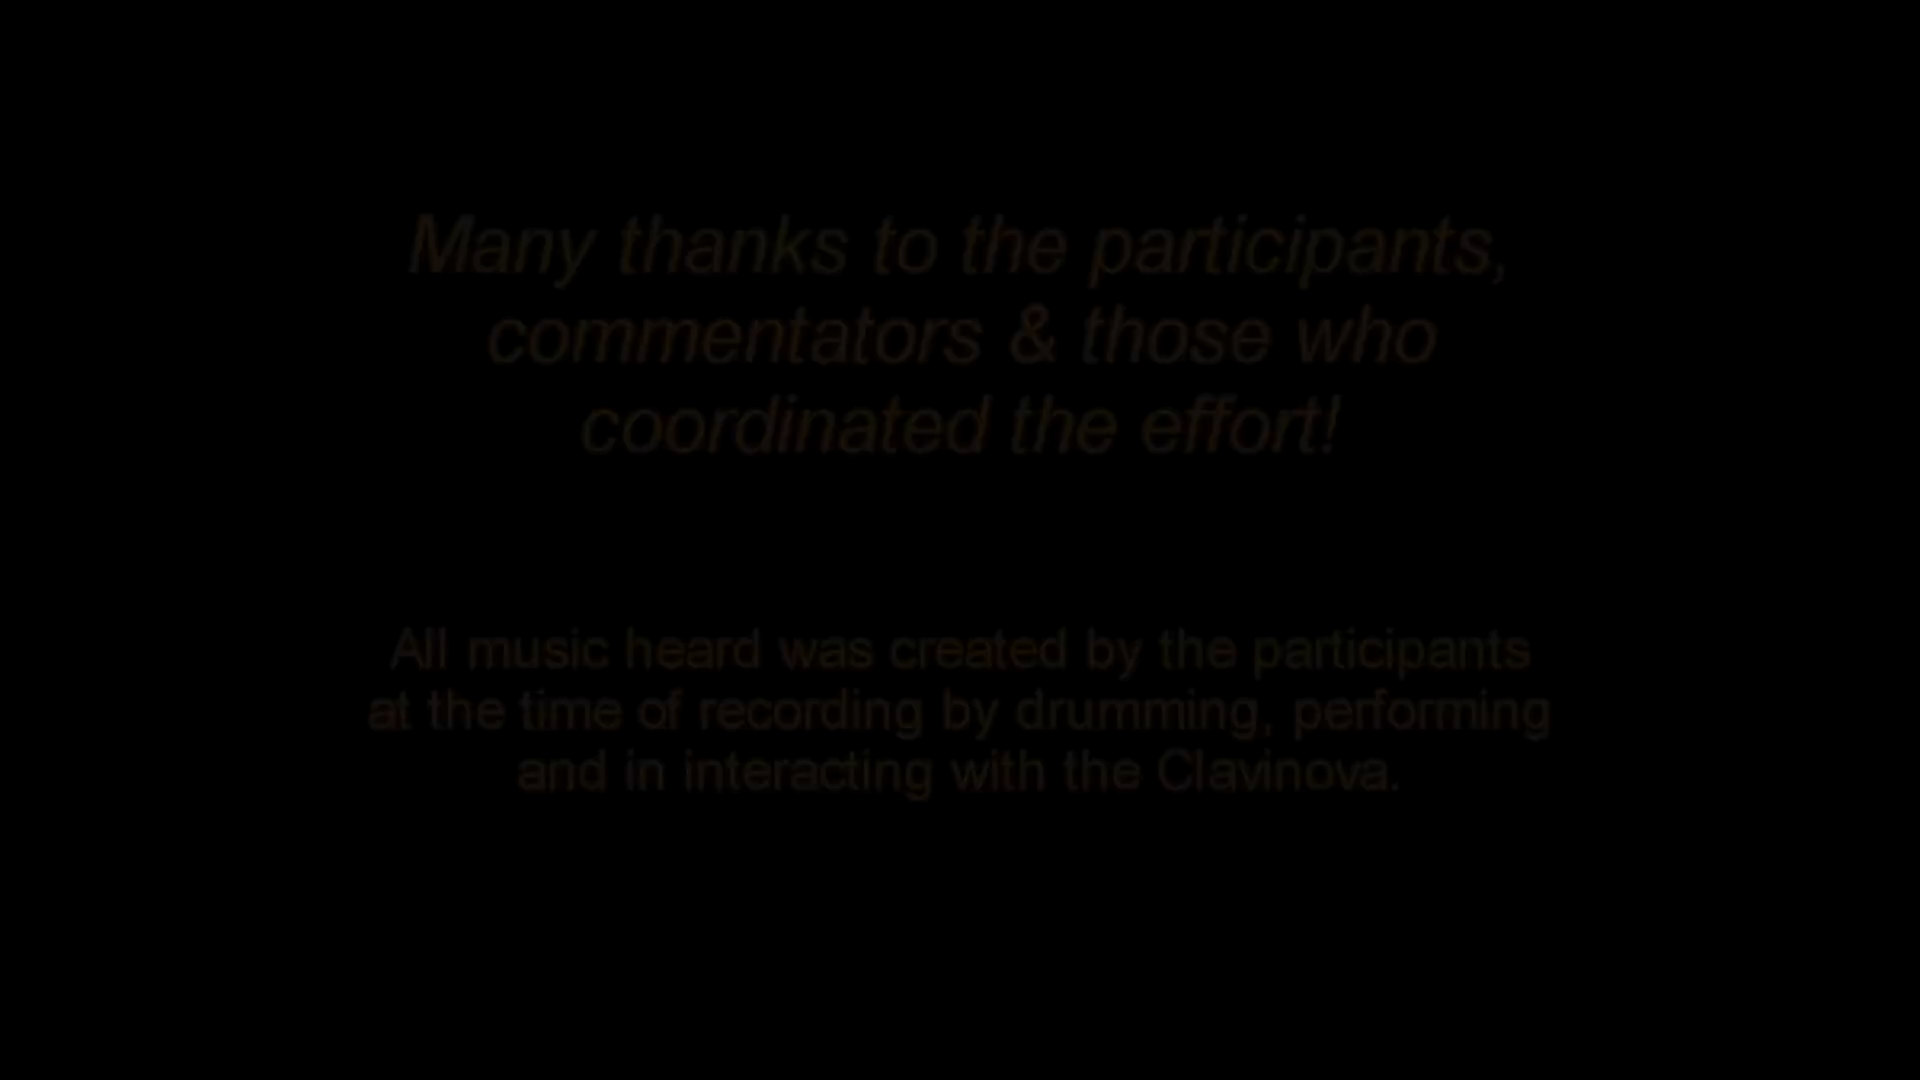 Many thanks to the participants,
commentators & those who
coordinated the effort!
All music heard was created by the participants
at the time of recording by drumming, performing
and in interacting with the Clavinova.